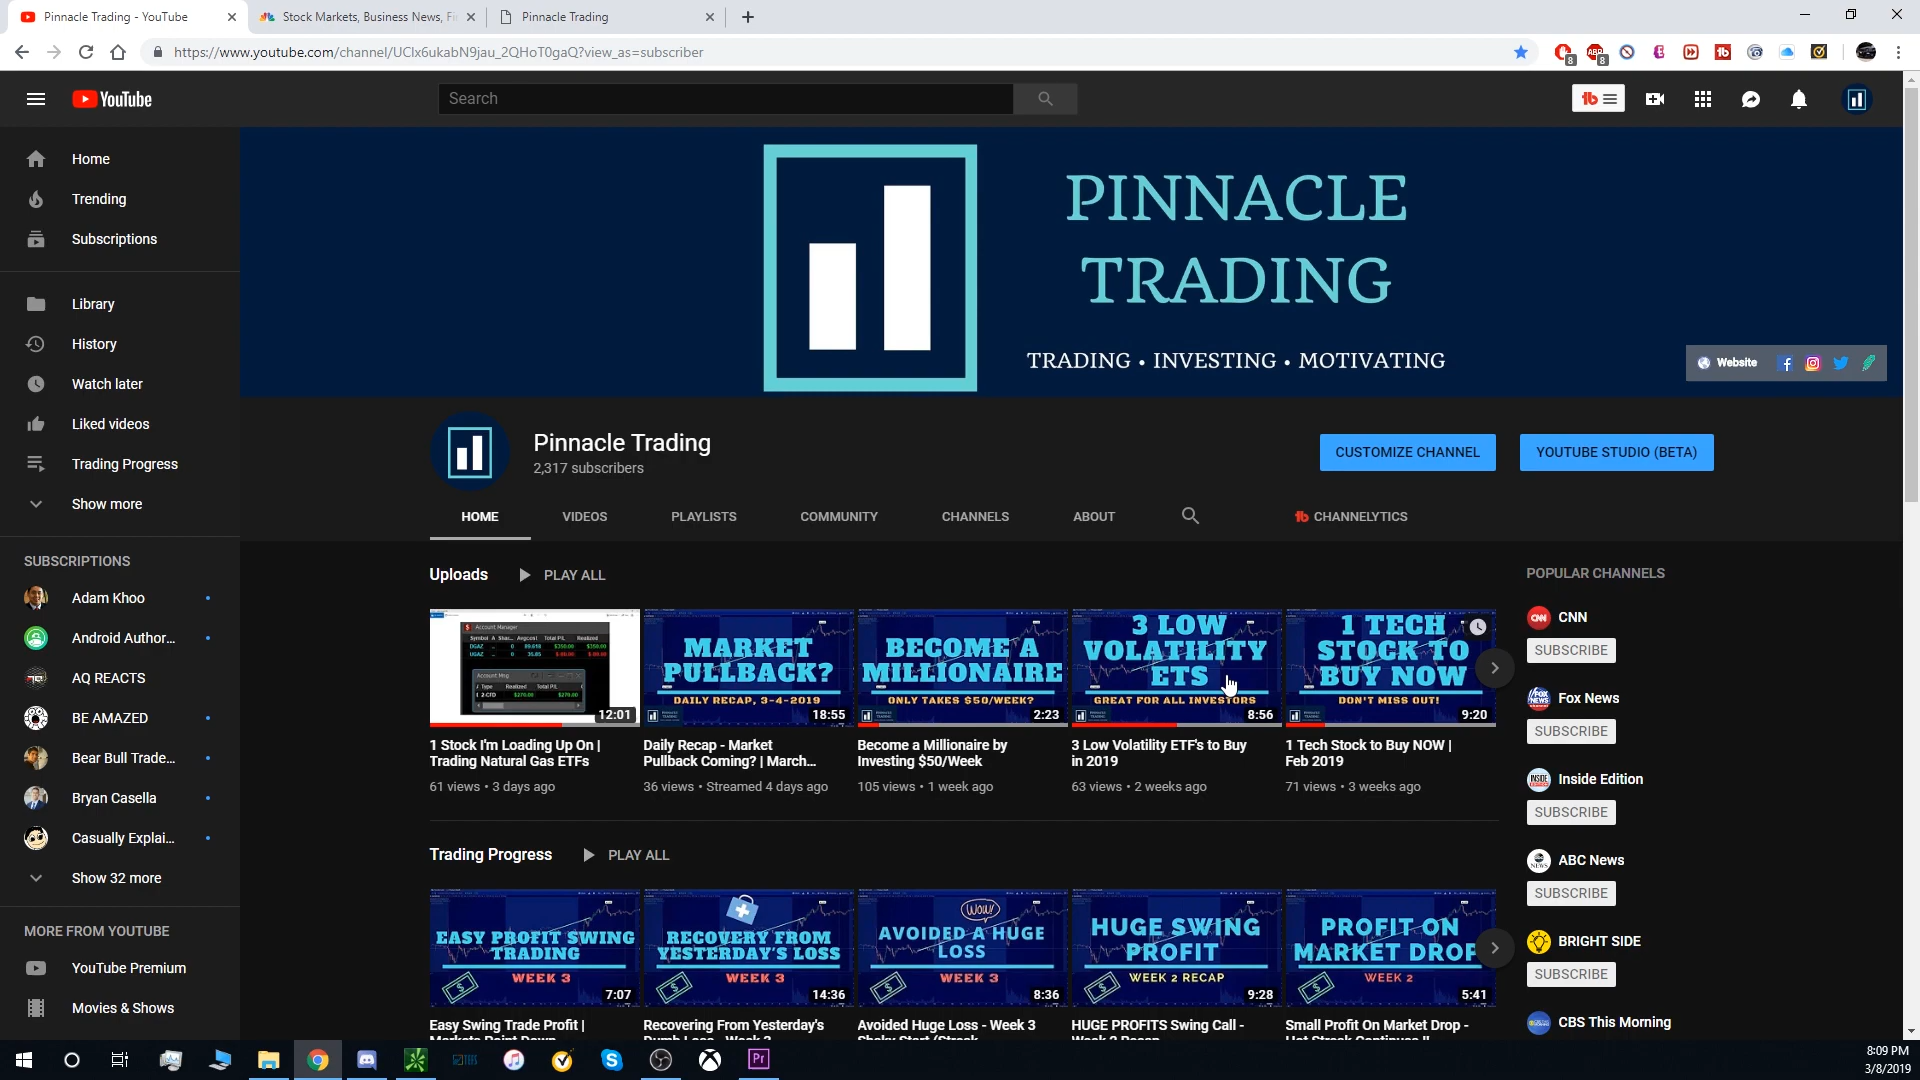 Pinnacle Trading - YouTube
Stock Markets, Business News, Fi
Pinnacle Trading
https://www.youtube.com/channel/UClx6ukabN9jau_2QHoT0gaQ?view_as=subscriber
8
ABP
8
YouTube
Search
Home
Trending
Subscriptions
Library
History
Watch later
Liked videos
Trading Progress
Show more
SUBSCRIPTIONS
Adam Khoo
Android Author...
AQ REACTS
BE AMAZED
Bear Bull Trade...
Bryan Casella
Casually Explai...
Show 32 more
MORE FROM YOUTUBE
YouTube Premium
Movies & Shows
PINNACLE
TRADING
TRADING • INVESTING • MOTIVATING
Website
Pinnacle Trading
2,317 subscribers
CUSTOMIZE CHANNEL
YOUTUBE STUDIO (BETA)
HOME
VIDEOS
PLAYLISTS
COMMUNITY
CHANNELS
ABOUT
CHANNELYTICS
Uploads
PLAY ALL
Account Manager
12:01
1 Stock I'm Loading Up On |
Trading Natural Gas ETFs
61 views • 3 days ago
MARKET
PULLBACK?
DAILY RECAP, 3-4-2019
18:55
Daily Recap - Market
Pullback Coming? | March...
36 views • Streamed 4 days ago
BECOME A
MILLIONAIRE
ONLY TAKES $50/WEEK?
2:23
Become a Millionaire by
Investing $50/Week
105 views • 1 week ago
3 LOW
VOLATILITY
ETS
GREAT FOR ALL INVESTORS
8:56
3 Low Volatility ETF's to Buy
in 2019
63 views • 2 weeks ago
1 TECH
STOCK TO
BUY NOW
DON'T MISS OUT!
9:20
1 Tech Stock to Buy NOW |
Feb 2019
71 views • 3 weeks ago
Trading Progress
PLAY ALL
EASY PROFIT SWING
TRADING
WEEK 3
7:07
Easy Swing Trade Profit |
RECOVERY FROM
YESTERDAY'S LOSS
WEEK 3
14:36
Recovering From Yesterday's
WOW!
AVOIDED A HUGE
LOSS
WEEK 3
8:36
Avoided Huge Loss - Week 3
HUGE SWING
PROFIT
WEEK 2 RECAP
9:28
HUGE PROFITS Swing Call -
PROFIT ON
MARKET DROP
WEEK 2
5:41
Small Profit On Market Drop -
POPULAR CHANNELS
CNN
SUBSCRIBE
Fox News
SUBSCRIBE
Inside Edition
SUBSCRIBE
ABC News
SUBSCRIBE
BRIGHT SIDE
SUBSCRIBE
CBS This Morning
Pr
8:09 PM
3/8/2019